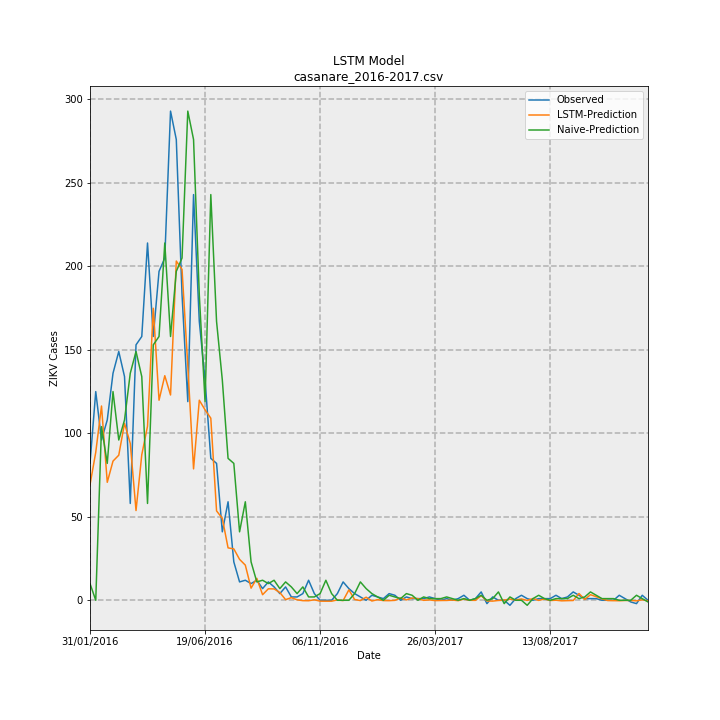 LSTM Model
casanare_2016-2017.csv
Observed
LSTM-Prediction
Naive-Prediction
300
250
200
150
100
50
0
ZIKV Cases
31/01/2016 19/06/2016 06/11/2016 26/03/2017 13/08/2017
Date